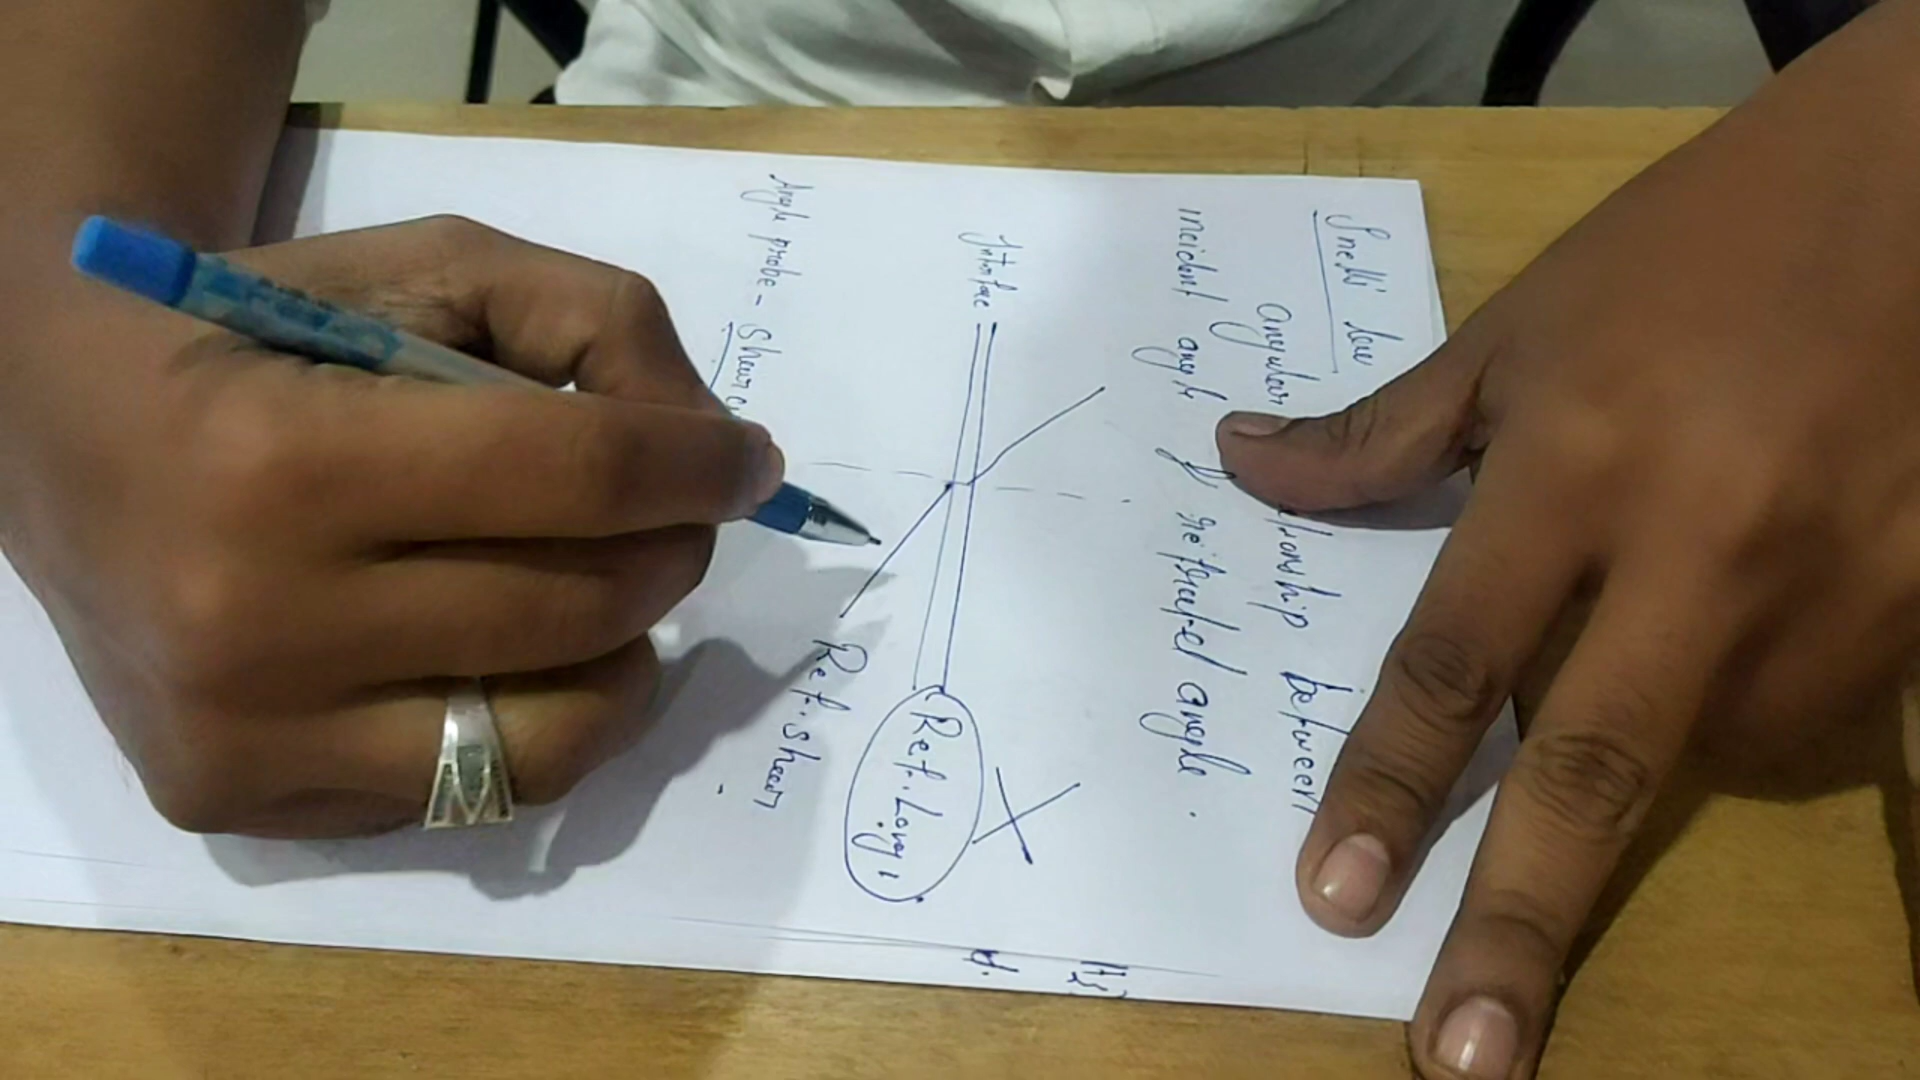 Snell's law
angular
between
incident angle & refracted angle.
Interface
Ref. Long.
Ref. Shear
Angle probe - Shear